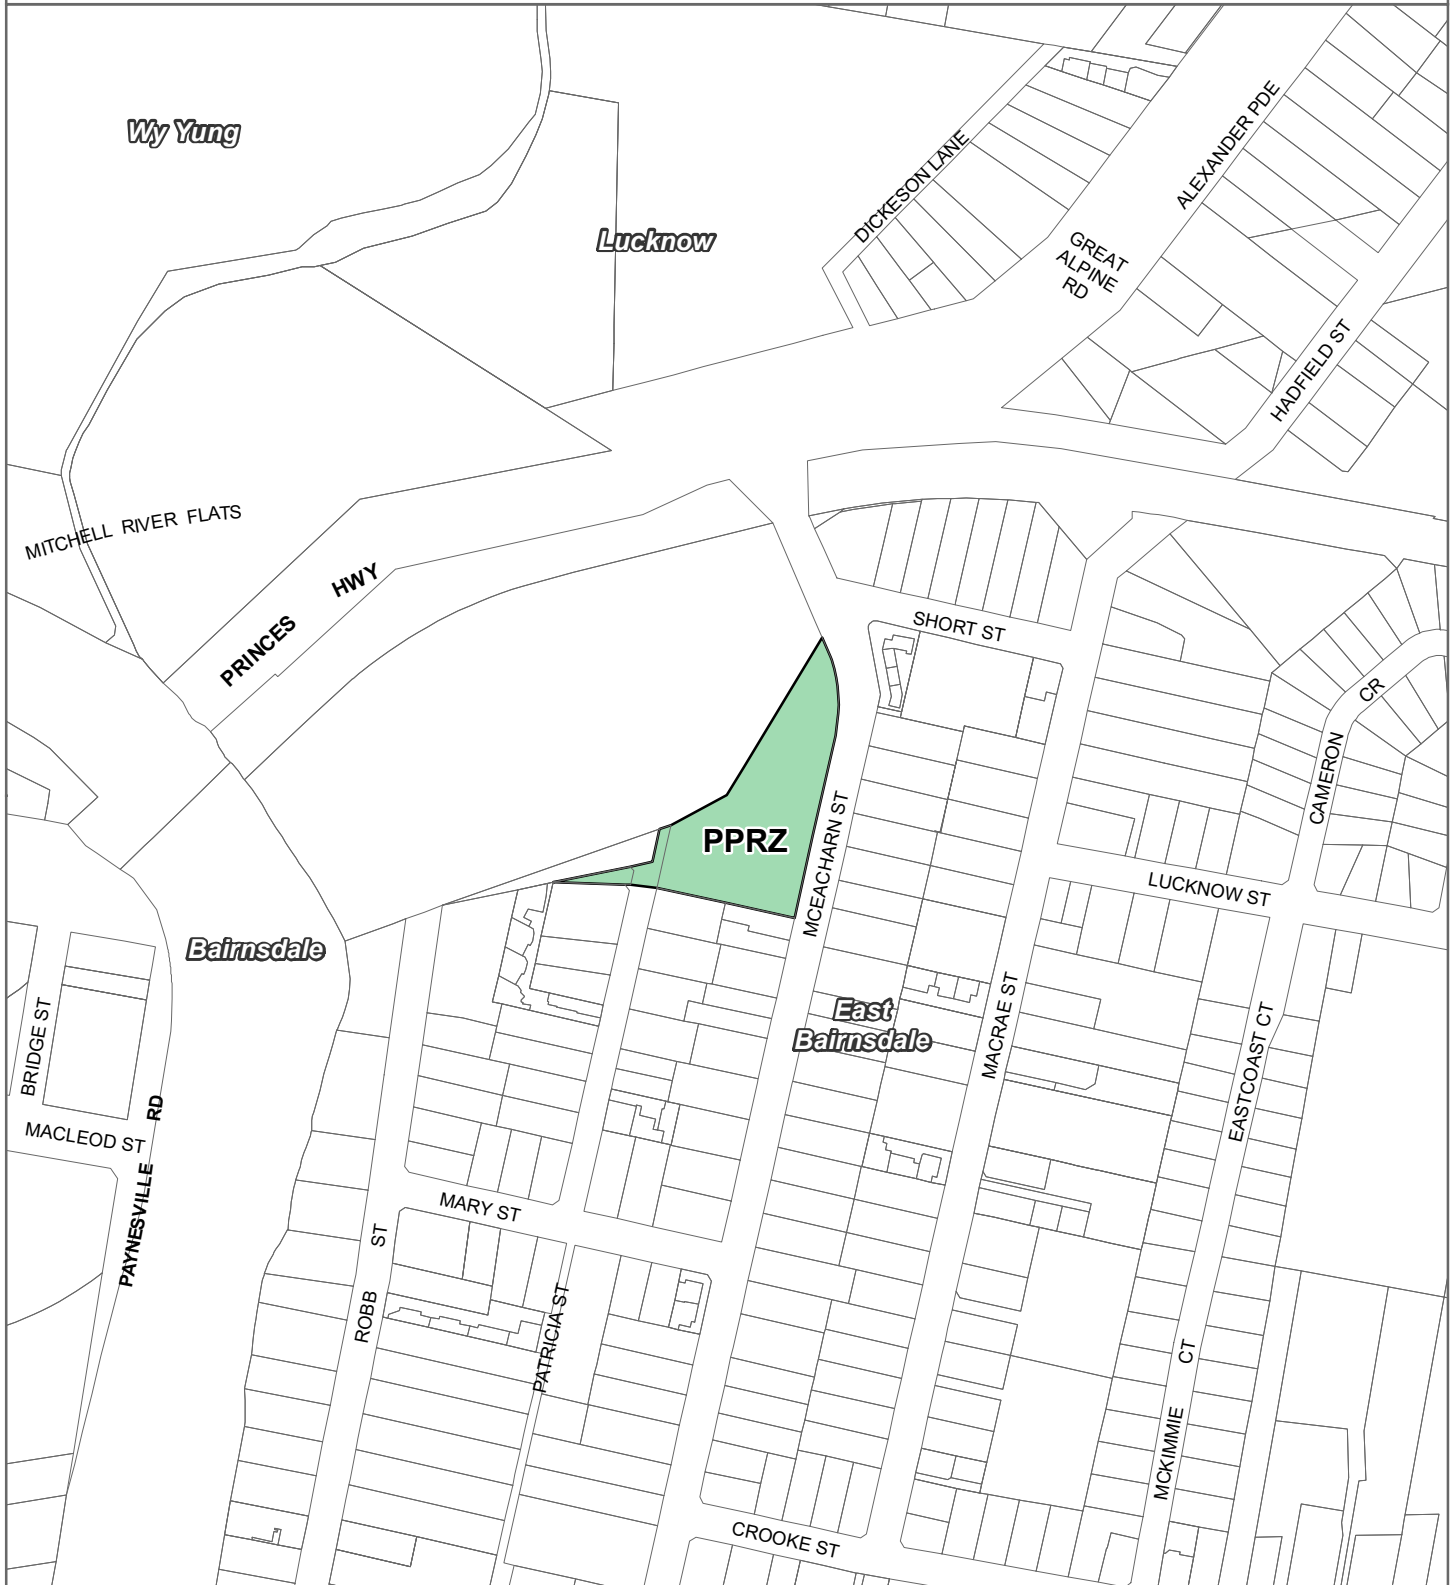 Wy Yung
DICKESON LANE
ALEXANDER PDE
Lucknow
GREAT
ALPINE
RD
HADFIELD ST
MITCHELL RIVER FLATS
PRINCES HWY
SHORT ST
CAMERON CR
PPRZ
MCEACHARN ST
LUCKNOW ST
Bairnsdale
East
Bairnsdale
BRIDGE ST
MACRAE ST
EASTCOAST CT
MACLEOD ST
PAYNESVILLE RD
MARY ST
ROBB ST
PATRICIA ST
MCKIMMIE CT
CROOKE ST